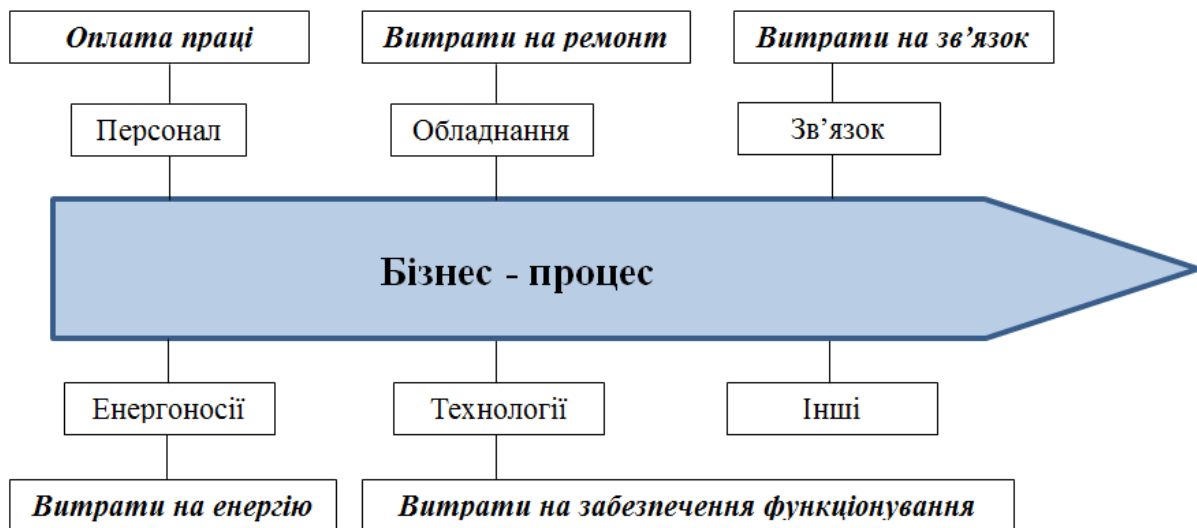 Оплата праці
Витрати на ремонт
Витрати на зв’язок
Персонал
Обладнання
Зв’язок
Бізнес - процес
Енергоносії
Технології
Інші
Витрати на енергію
Витрати на забезпечення функціонування